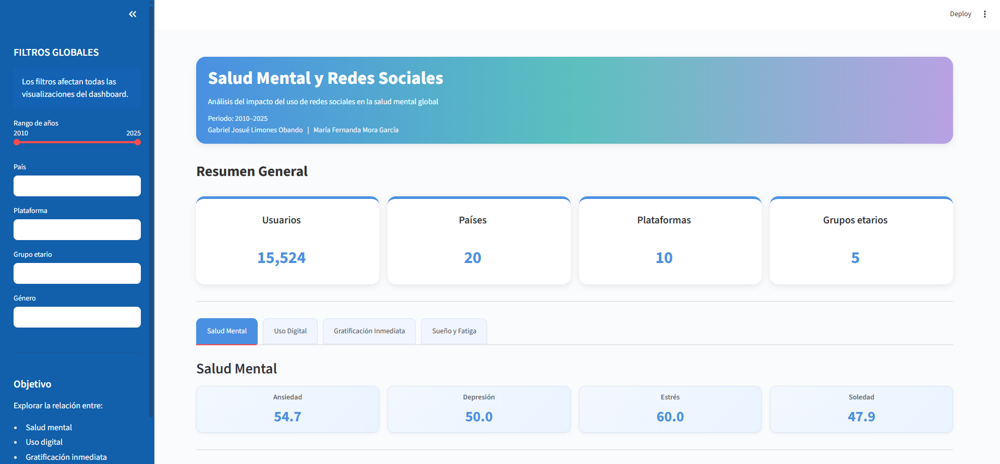 Deploy
FILTROS GLOBALES
Los filtros afectan todas las
visualizaciones del dashboard.
Rango de años
2010 2025
País
Plataforma
Grupo etario
Género
Objetivo
Explorar la relación entre:
• Salud mental
• Uso digital
• Gratificación inmediata
Salud Mental y Redes Sociales
Análisis del impacto del uso de redes sociales en la salud mental global
Periodo: 2010–2025
Gabriel Josué Limones Obando | María Fernanda Mora García
Resumen General
Usuarios
15,524
Países
20
Plataformas
10
Grupos etarios
5
Salud Mental Uso Digital Gratificación Inmediata Sueño y Fatiga
Salud Mental
Ansiedad
54.7
Depresión
50.0
Estrés
60.0
Soledad
47.9